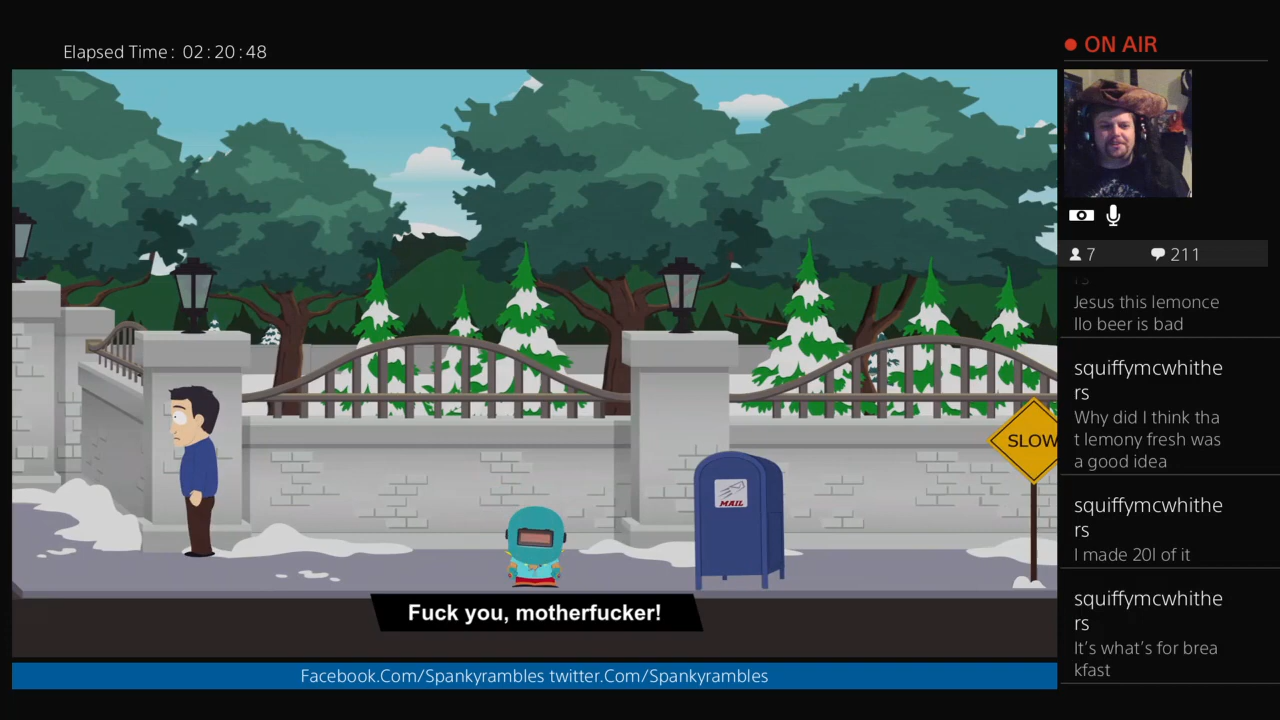 Elapsed Time: 02:20:48
ON AIR
7
211
Jesus this lemonce
llo beer is bad
squiffymcwhithe
rs
Why did I think tha
t lemony fresh was
a good idea
squiffymcwhithe
rs
I made 20l of it
squiffymcwhithe
rs
It's what's for brea
kfast
SLOW
MAIL
Fuck you, motherfucker!
Facebook.Com/Spankyrambles twitter.Com/Spankyrambles